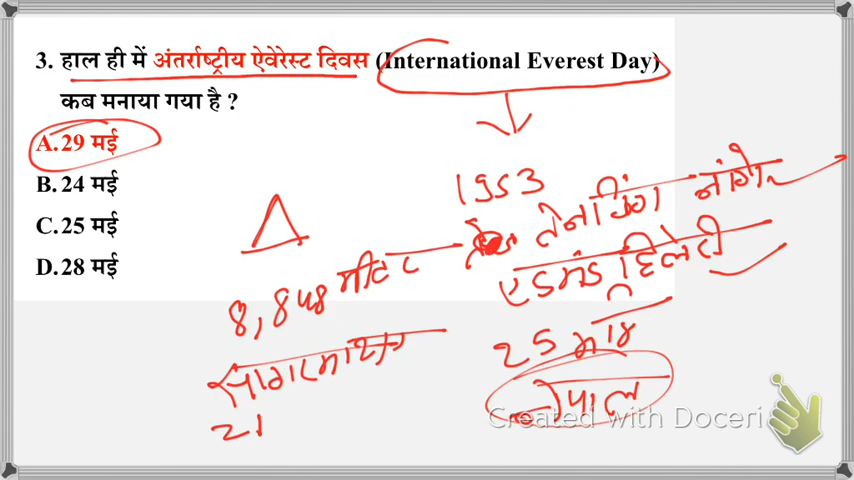 3. हाल ही में अंतर्राष्ट्रीय ऐवेरेस्ट दिवस (International Everest Day)
कब मनाया गया है ?
A.29 मई
B.24 मई
C.25 मई
D.28 मई
1953
तेनजिंग नोर्गे
एडमंड हिलेरी
8,848 मीटर
सागरमाथा
25
नेपाल
21
Created with Doceri